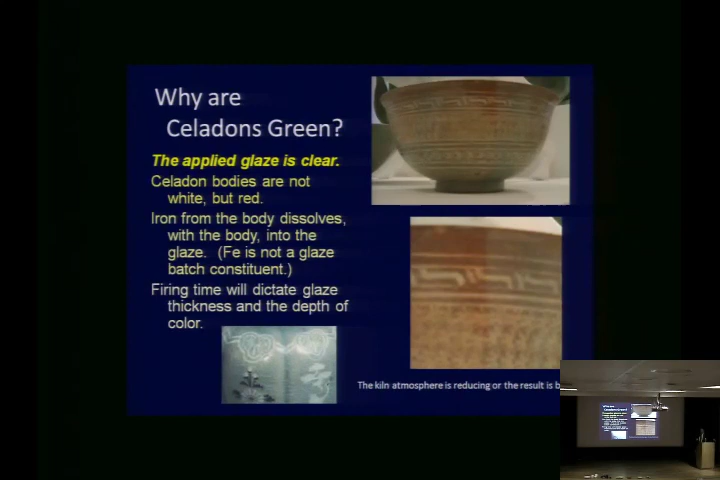 Why are
Celadons Green?
The applied glaze is clear.
Celadon bodies are not
white, but red.
Iron from the body dissolves,
with the body, into the
glaze. (Fe is not a glaze
batch constituent.)
Firing time will dictate glaze
thickness and the depth of
color.
The kiln atmosphere is reducing or the result is